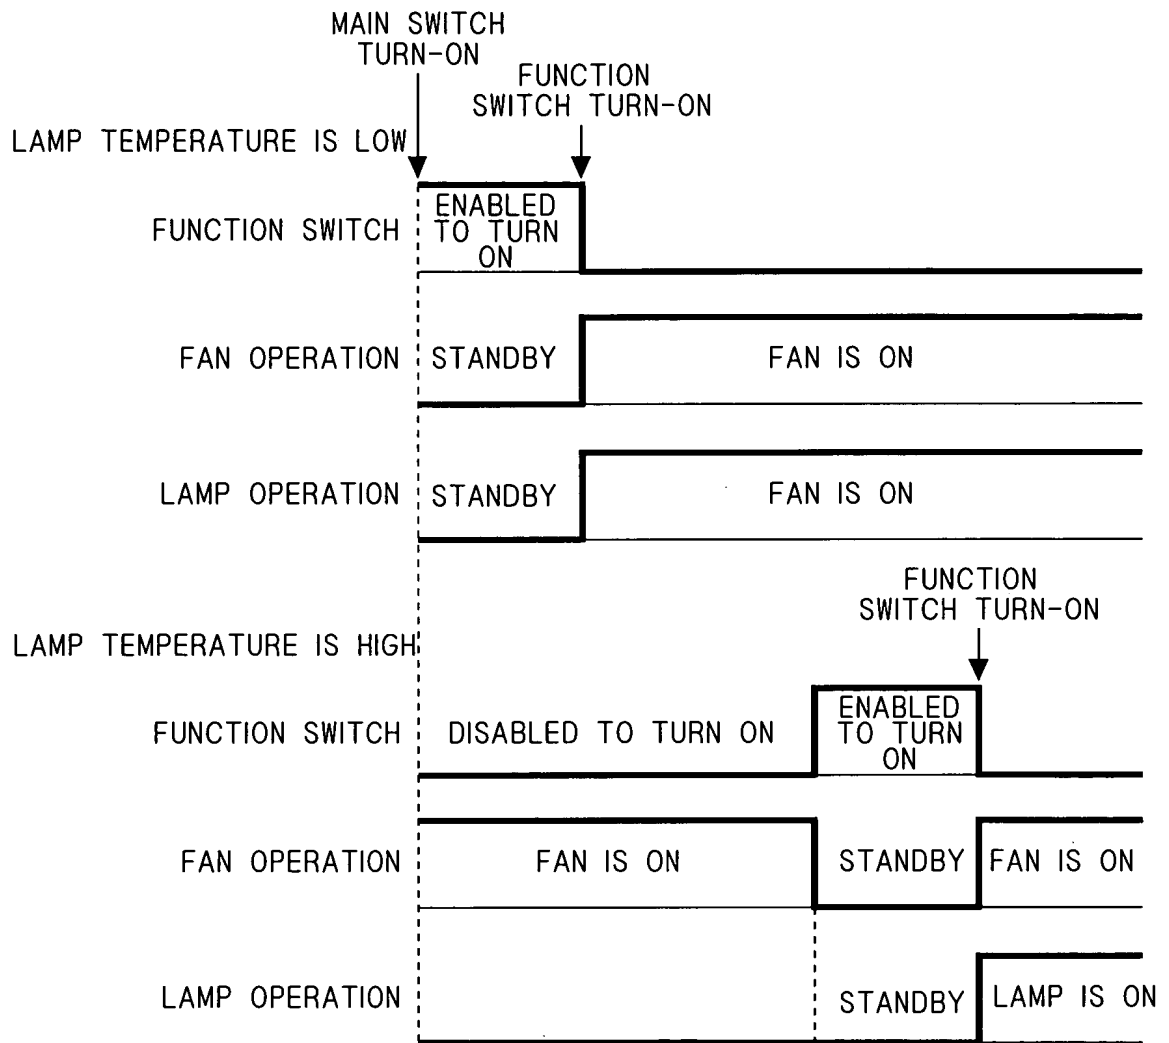 MAIN SWITCH
TURN-ON
FUNCTION
SWITCH TURN-ON
LAMP TEMPERATURE IS LOW
FUNCTION SWITCH
ENABLED
TO TURN
ON
FAN OPERATION
STANDBY
FAN IS ON
LAMP OPERATION
STANDBY
FAN IS ON
FUNCTION
SWITCH TURN-ON
LAMP TEMPERATURE IS HIGH
FUNCTION SWITCH
DISABLED TO TURN ON
ENABLED
TO TURN
ON
FAN OPERATION
FAN IS ON
STANDBY
FAN IS ON
LAMP OPERATION
STANDBY
LAMP IS ON